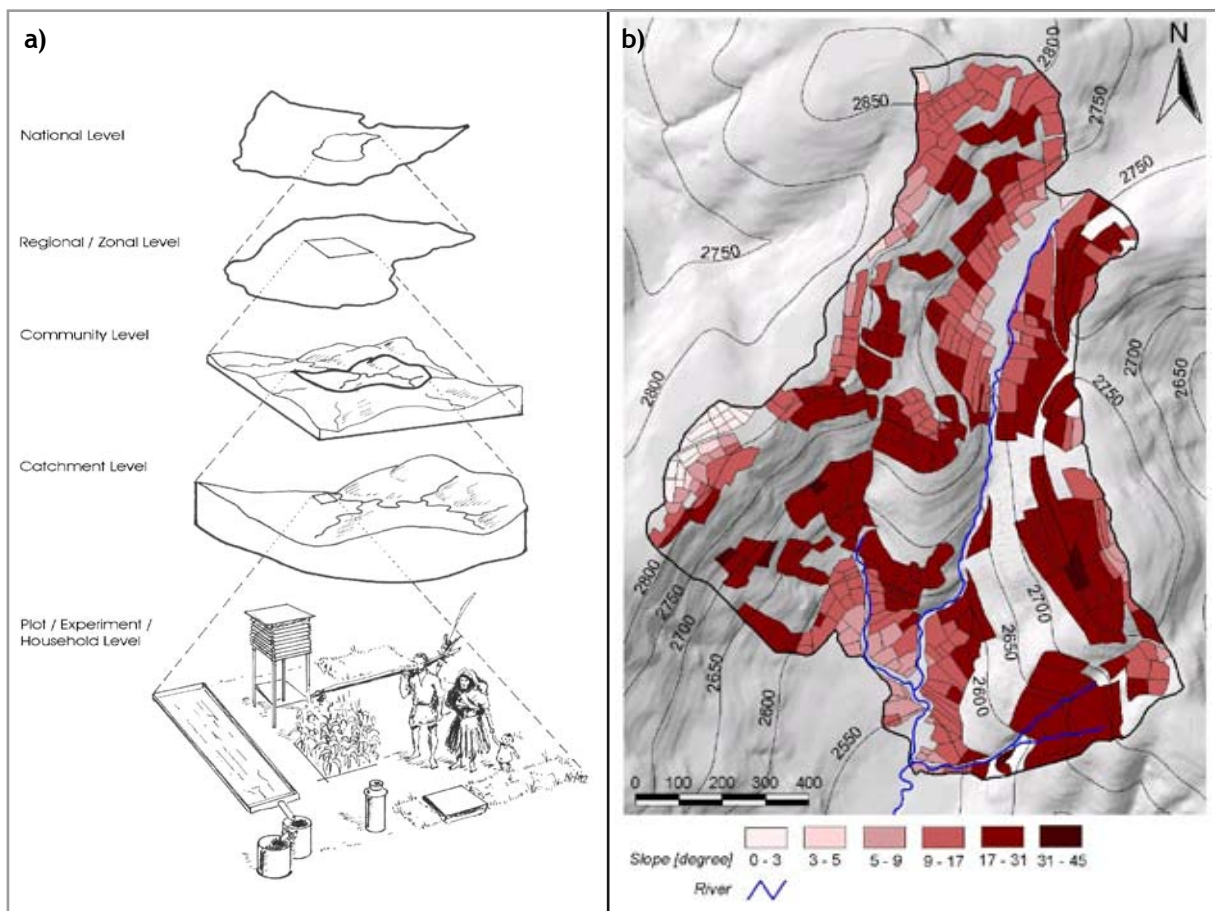 a)
National Level
Regional / Zonal Level
Community Level
Catchment Level
Plot / Experiment /
Household Level
b)
N
2800
2850
2750
2750
2750
2800
2700
2650
2750
2800
2750
2700
2650
2600
2550
2700
2650
2600
0 100 200 300 400
Slope [degree]
0 - 3
3 - 5
5 - 9
9 - 17
17 - 31
31 - 45
River